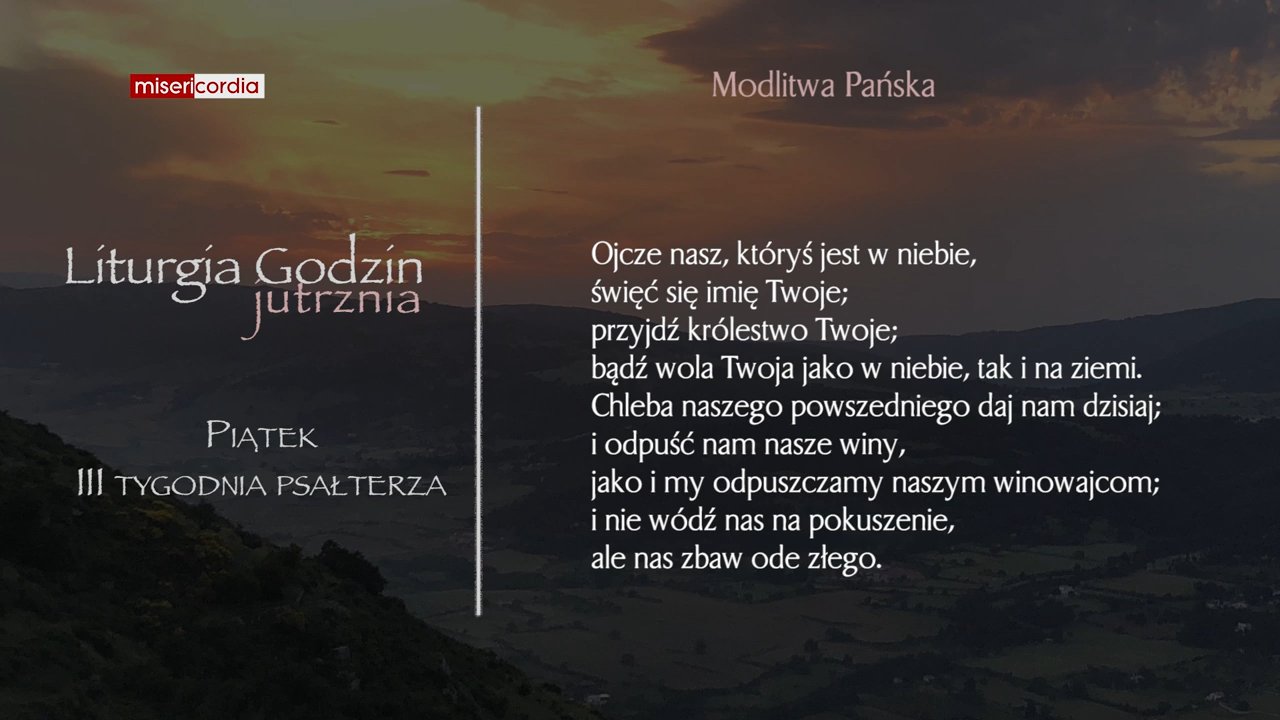 misericordia
Liturgia Godzin
jutrznia
Piątek
III tygodnia psałterza
Modlitwa Pańska
Ojcze nasz, któryś jest w niebie,
święć się imię Twoje;
przyjdź królestwo Twoje;
bądź wola Twoja jako w niebie, tak i na ziemi.
Chleba naszego powszedniego daj nam dzisiaj;
i odpuść nam nasze winy,
jako i my odpuszczamy naszym winowajcom;
i nie wódź nas na pokuszenie,
ale nas zbaw ode złego.